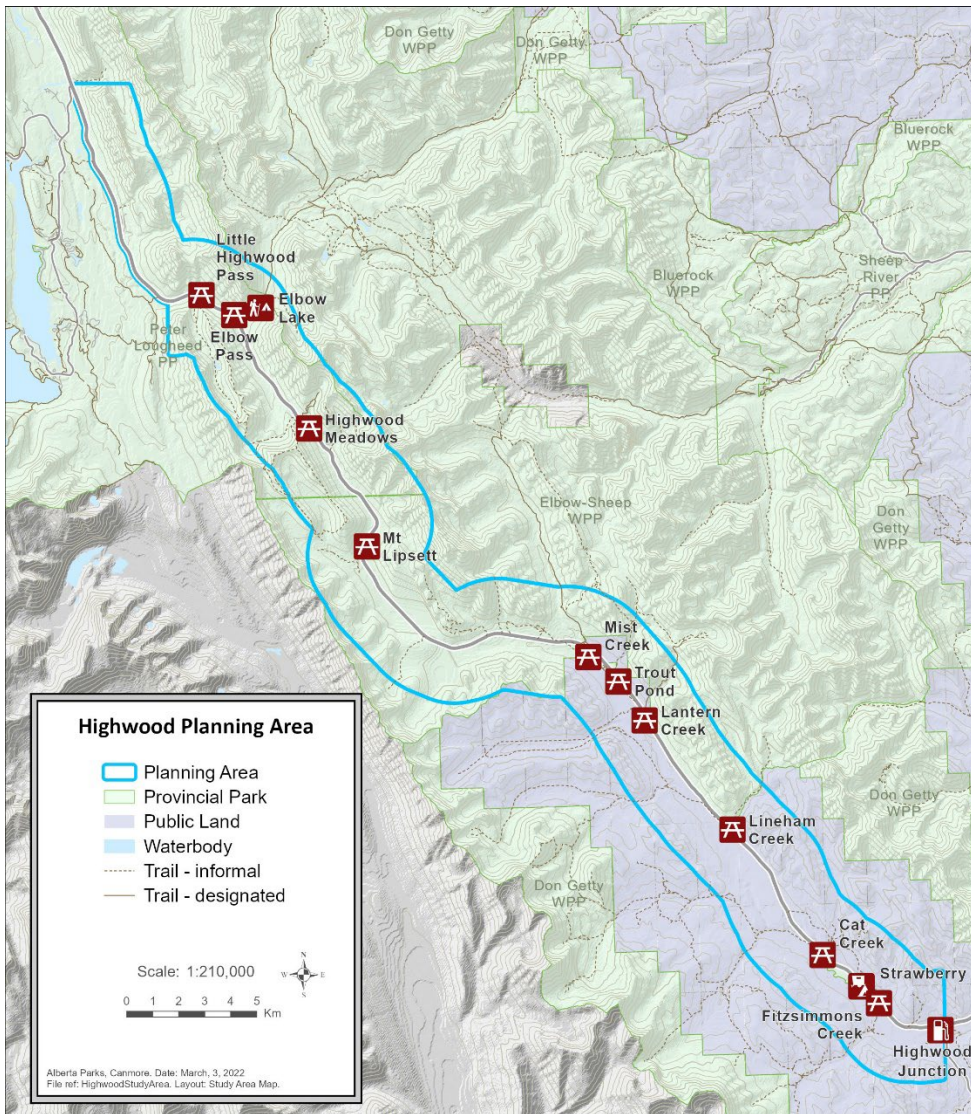 Don Getty
WPP
Don Getty
WPP
Bluerock
WPP
Little
Highwood
Pass
Sheep
River
PP
Bluerock
WPP
Elbow
Lake
Peter
Lougheed
PP
Elbow
Pass
Highwood
Meadows
Elbow-Sheep
WPP
Don
Getty
WPP
Mt
Lipsett
Mist
Creek
Trout
Pond
Lantern
Creek
Don Getty
WPP
Lineham
Creek
Don Getty
WPP
Cat
Creek
Strawberry
Fitzsimmons
Creek
Highwood
Junction
Highwood Planning Area
Planning Area
Provincial Park
Public Land
Waterbody
Trail - informal
Trail - designated
Scale: 1:210,000
N
W
E
S
0 1 2 3 4 5
Km
Alberta Parks, Canmore. Date: March, 3, 2022
File ref: HighwoodStudyArea. Layout: Study Area Map.